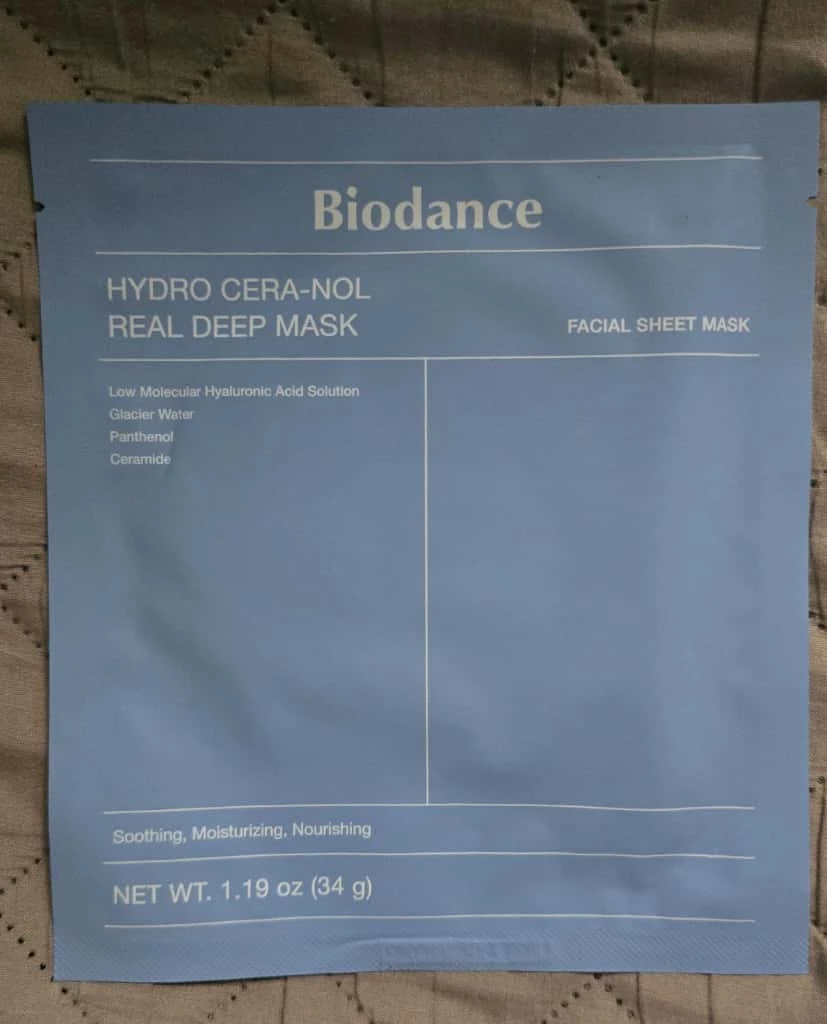 Biodance
HYDRO CERA-NOL
REAL DEEP MASK
FACIAL SHEET MASK
Low Molecular Hyaluronic Acid Solution
Glacier Water
Panthenol
Ceramide
Soothing, Moisturizing, Nourishing
NET WT. 1.19 oz (34 g)